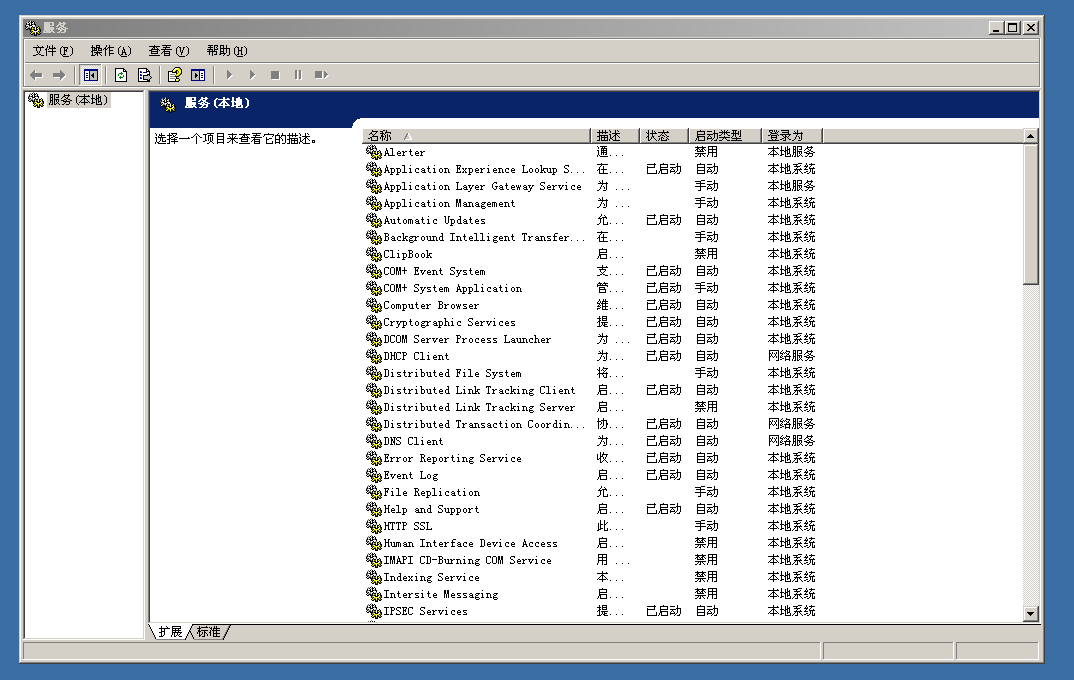 服务
文件(F) 操作(A) 查看(V) 帮助(H)
服务(本地)
服务(本地)
选择一个项目来查看它的描述。
名称 描述 状态 启动类型 登录为
Alerter 通... 禁用 本地服务
Application Experience Lookup S... 在... 已启动 自动 本地系统
Application Layer Gateway Service 为 ... 手动 本地服务
Application Management 为 ... 手动 本地系统
Automatic Updates 允... 已启动 自动 本地系统
Background Intelligent Transfer... 在... 手动 本地系统
ClipBook 启... 禁用 本地系统
COM+ Event System 支... 已启动 自动 本地系统
COM+ System Application 管... 已启动 手动 本地系统
Computer Browser 维... 已启动 自动 本地系统
Cryptographic Services 提... 已启动 自动 本地系统
DCOM Server Process Launcher 为 ... 已启动 自动 本地系统
DHCP Client 为... 已启动 自动 网络服务
Distributed File System 将... 手动 本地系统
Distributed Link Tracking Client 启... 已启动 自动 本地系统
Distributed Link Tracking Server 启... 禁用 本地系统
Distributed Transaction Coordin... 协... 已启动 自动 网络服务
DNS Client 为... 已启动 自动 网络服务
Error Reporting Service 收... 已启动 自动 本地系统
Event Log 启... 已启动 自动 本地系统
File Replication 允... 手动 本地系统
Help and Support 启... 已启动 自动 本地系统
HTTP SSL 此... 手动 本地系统
Human Interface Device Access 启... 禁用 本地系统
IMAPI CD-Burning COM Service 用 ... 禁用 本地系统
Indexing Service 本... 禁用 本地系统
Intersite Messaging 启... 禁用 本地系统
IPSEC Services 提... 已启动 自动 本地系统
扩展 标准